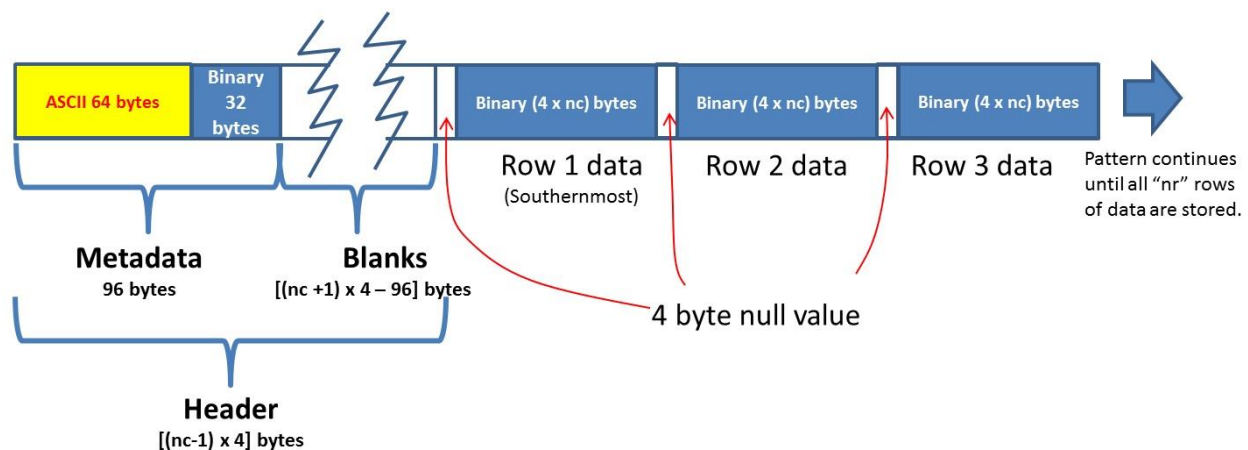 ASCII 64 bytes
Binary
32
bytes
Binary (4 x nc) bytes
Binary (4 x nc) bytes
Binary (4 x nc) bytes
Row 1 data
(Southernmost)
Row 2 data
Row 3 data
Pattern continues
until all “nr” rows
of data are stored.
Metadata
96 bytes
Blanks
[(nc +1) x 4 – 96] bytes
4 byte null value
Header
[(nc-1) x 4] bytes